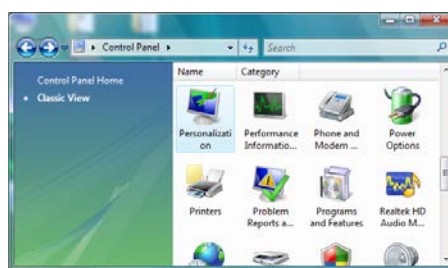 Control Panel
Search
Control Panel Home
Classic View
Name Category
Personalizati
on
Performance
Informatio...
Phone and
Modem ...
Power
Options
Printers
Problem
Reports a...
Programs
and Features
Realtek HD
Audio M...